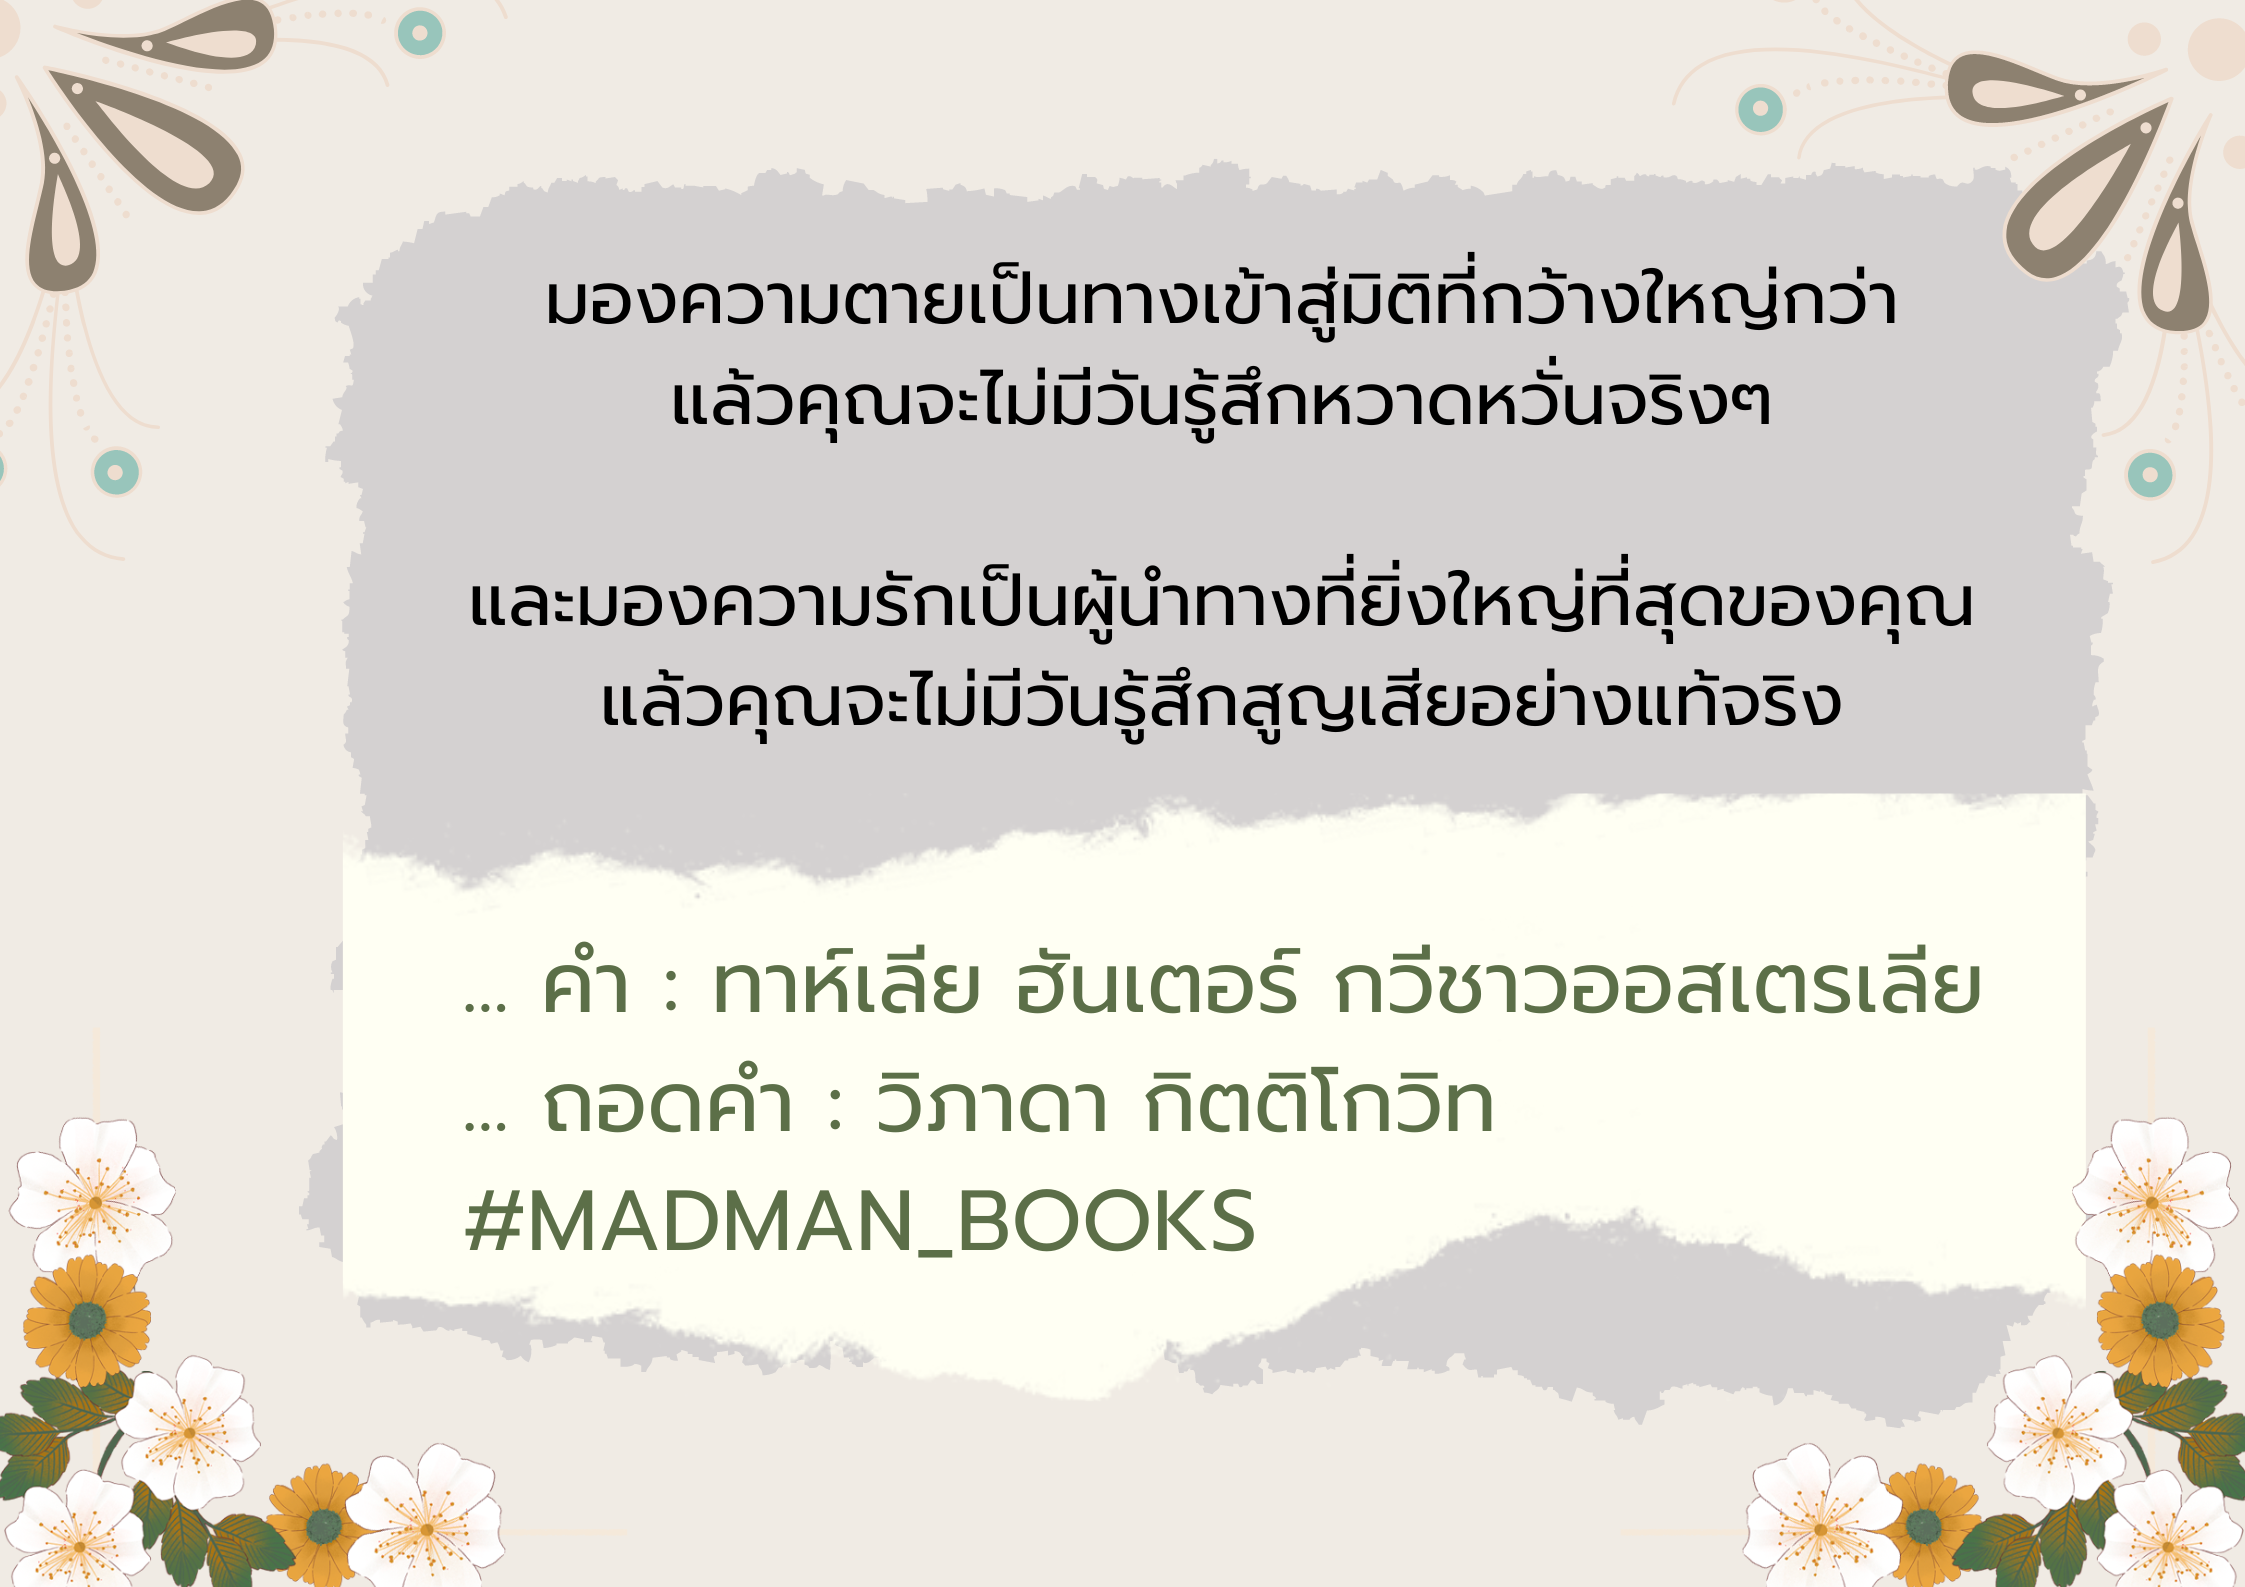 มองความตายเป็นทางเข้าสู่มิติที่กว้างใหญ่กว่า
แล้วคุณจะไม่มีวันรู้สึกหวาดหวั่นจริงๆ
และมองความรักเป็นผู้นำทางที่ยิ่งใหญ่ที่สุดของคุณ
แล้วคุณจะไม่มีวันรู้สึกสูญเสียอย่างแท้จริง
... คำ : ทาห์เลีย ฮันเตอร์ กวีชาวออสเตรเลีย
... ถอดคำ : วิภาดา กิตติโกวิท
#MADMAN_BOOKS